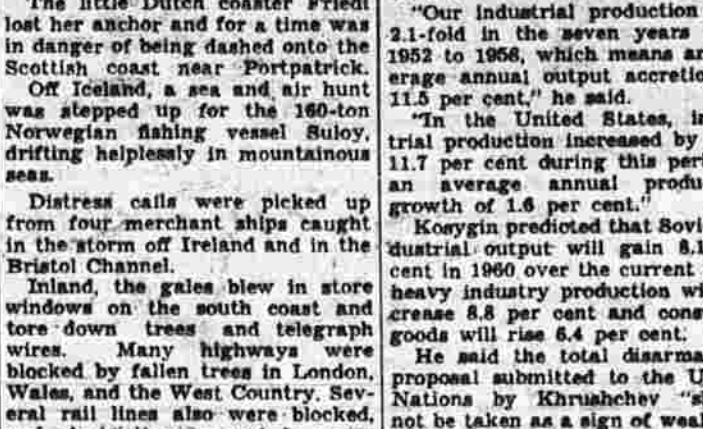 The little Dutch coaster Friedl
lost her anchor and for a time was
in danger of being dashed onto the
Scottish coast near Portpatrick.
Off Iceland, a sea and air hunt
was stepped up for the 160-ton
Norwegian fishing vessel Suloy,
drifting helplessly in mountainous
seas.
Distress calls were picked up
from four merchant ships caught
in the storm off Ireland and in the
Bristol Channel.
Inland, the gales blew in store
windows on the south coast and
tore down trees and telegraph
wires. Many highways were
blocked by fallen trees in London,
Wales, and the West Country. Sev-
eral rail lines also were blocked,
"Our industrial production
2.1-fold in the seven years
1952 to 1958, which means an
erage annual output accretio
11.5 per cent," he said.
"In the United States, in
trial production increased by
11.7 per cent during this peri
an average annual produ
growth of 1.6 per cent."
Kosygin predicted that Sovi
dustrial output will gain 8.1
cent in 1960 over the current
heavy industry production wi
crease 8.8 per cent and cons
goods will rise 6.4 per cent.
He said the total disarma
proposal submitted to the U
Nations by Khrushchev "s
not be taken as a sign of weak